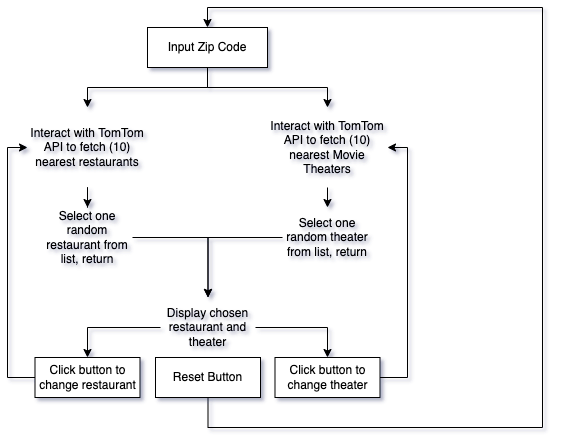 Input Zip Code
Interact with TomTom
API to fetch (10)
nearest restaurants
Interact with TomTom
API to fetch (10)
nearest Movie
Theaters
Select one
random
restaurant from
list, return
Select one
random theater
from list, return
Display chosen
restaurant and
theater
Click button to
change restaurant
Reset Button
Click button to
change theater